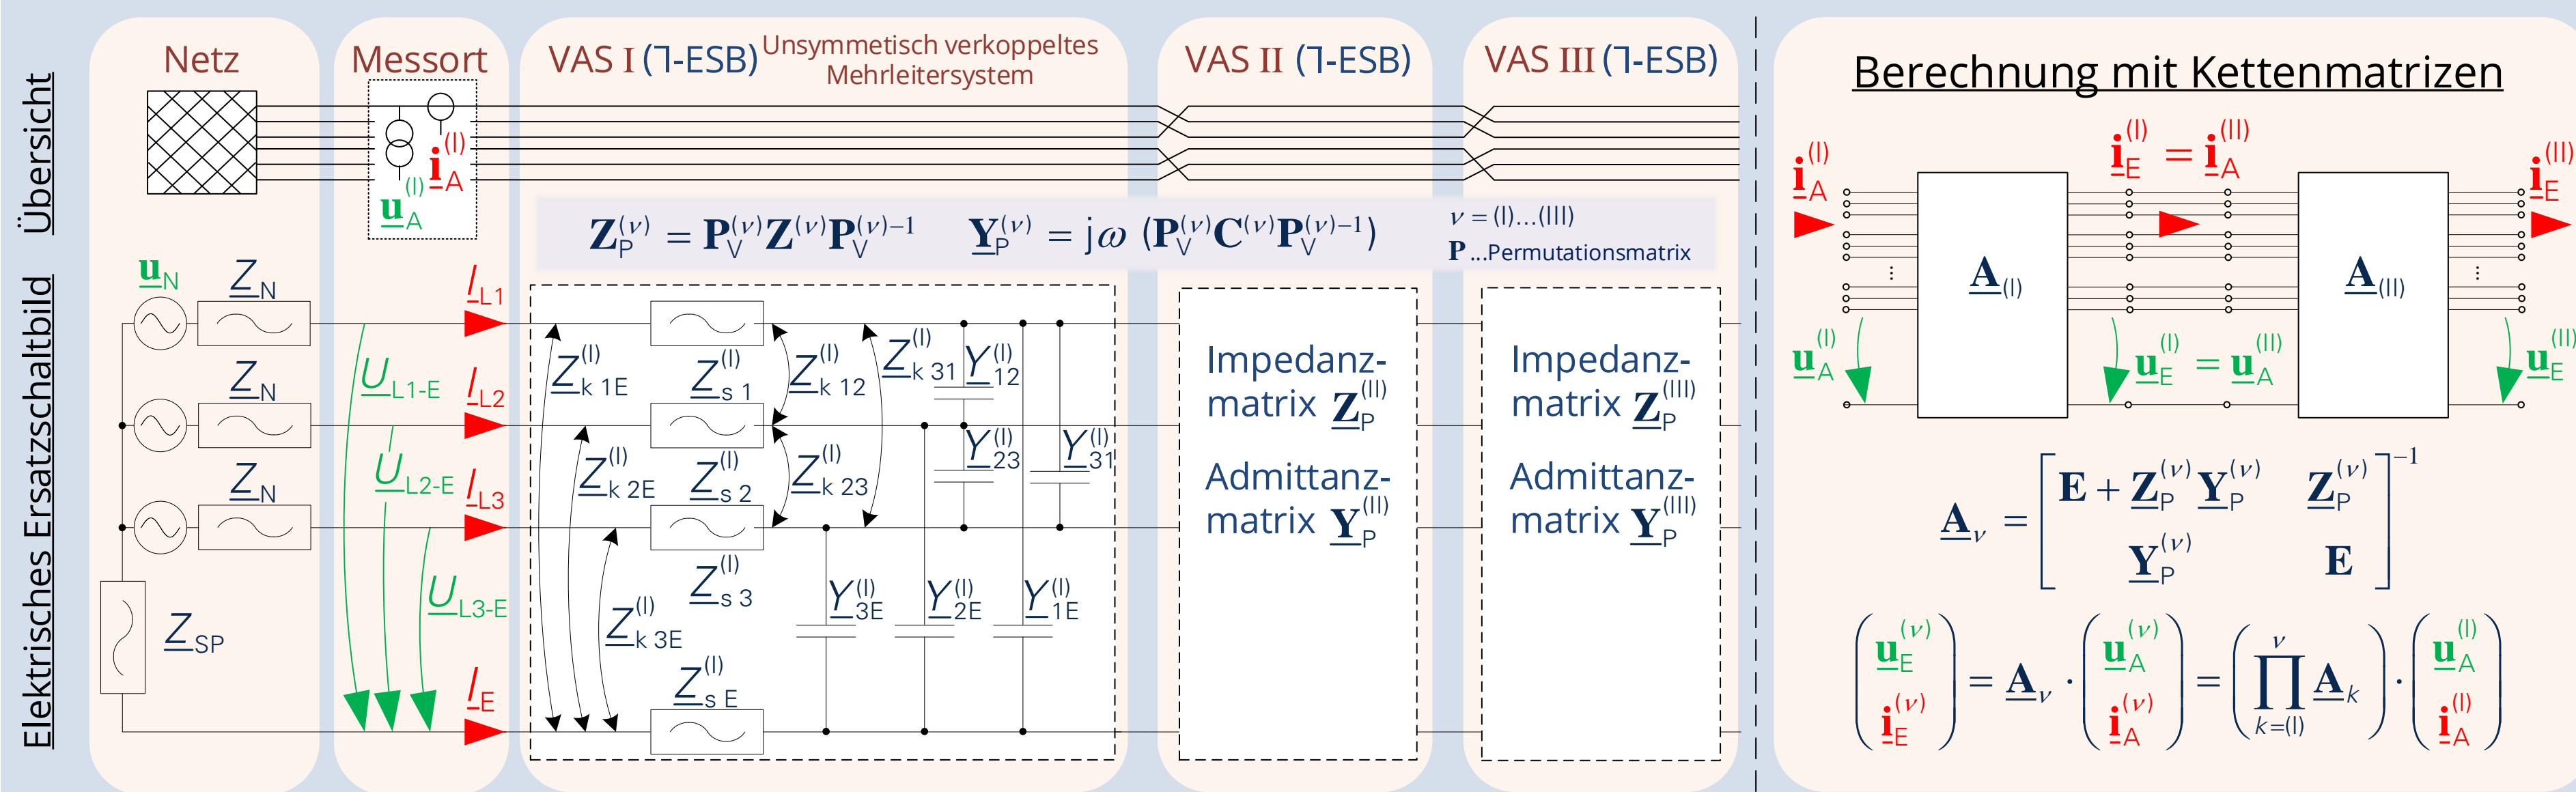 Übersicht
Elektrisches Ersatzschaltbild
Netz
Messort
VAS I (ꓶ-ESB) Unsymmetisch verkoppeltes
Mehrleitersystem
VAS II (ꓶ-ESB)
VAS III (ꓶ-ESB)
Berechnung mit Kettenmatrizen
i_A^(I)
u_A^(I)
Z_P^(ν) = P_V^(ν) Z^(ν) P_V^(ν)−1
Y_P^(ν) = jω (P_V^(ν) C^(ν) P_V^(ν)−1)
ν = (I)...(III)
P ...Permutationsmatrix
u_N
Z_N
Z_N
Z_N
Z_SP
I_L1
I_L2
I_L3
I_E
U_L1-E
U_L2-E
U_L3-E
Z_k 1E^(I)
Z_k 2E^(I)
Z_k 3E^(I)
Z_s 1^(I)
Z_s 2^(I)
Z_s 3^(I)
Z_s E^(I)
Z_k 12^(I)
Z_k 23^(I)
Z_k 31^(I)
Y_12^(I)
Y_23^(I)
Y_31^(I)
Y_3E^(I)
Y_2E^(I)
Y_1E^(I)
Impedanz-
matrix Z_P^(II)
Admittanz-
matrix Y_P^(II)
Impedanz-
matrix Z_P^(III)
Admittanz-
matrix Y_P^(III)
i_A^(I)
i_E^(I) = i_A^(II)
i_E^(II)
A_(I)
A_(II)
u_A^(I)
u_E^(I) = u_A^(II)
u_E^(II)
A_ν = [E + Z_P^(ν) Y_P^(ν) Z_P^(ν)
Y_P^(ν) E]^−1
(u_E^(ν) i_E^(ν)) = A_ν · (u_A^(ν) i_A^(ν)) = (∏_{k=(I)}^{ν} A_k) · (u_A^(I) i_A^(I))